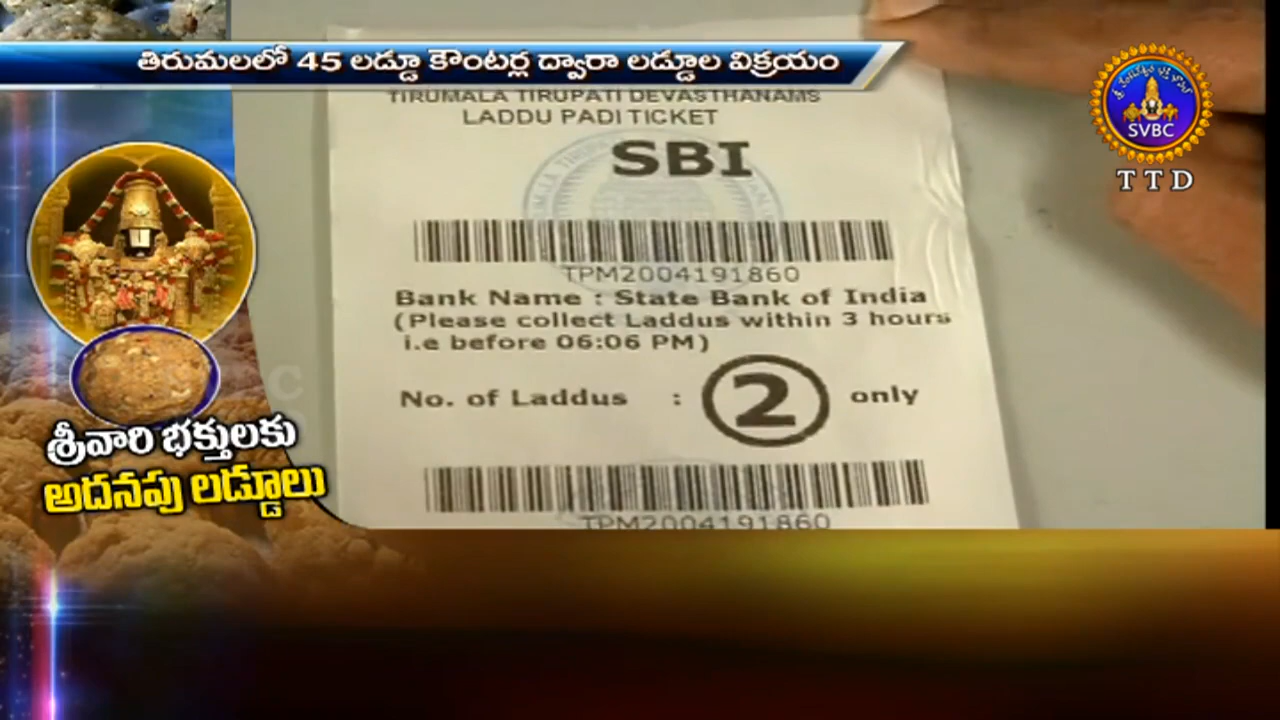 తిరుమలలో 45 లడ్డూ కౌంటర్ల ద్వారా లడ్డూల విక్రయం
SVBC
TTD
TIRUMALA TIRUPATI DEVASTHANAMS
LADDU PADI TICKET
SBI
TPM2004191860
Bank Name : State Bank of India
(Please collect Laddus within 3 hours
i.e before 06:06 PM)
No. of Laddus : 2 only
TPM2004191860
శ్రీవారి భక్తులకు
అదనపు లడ్డూలు